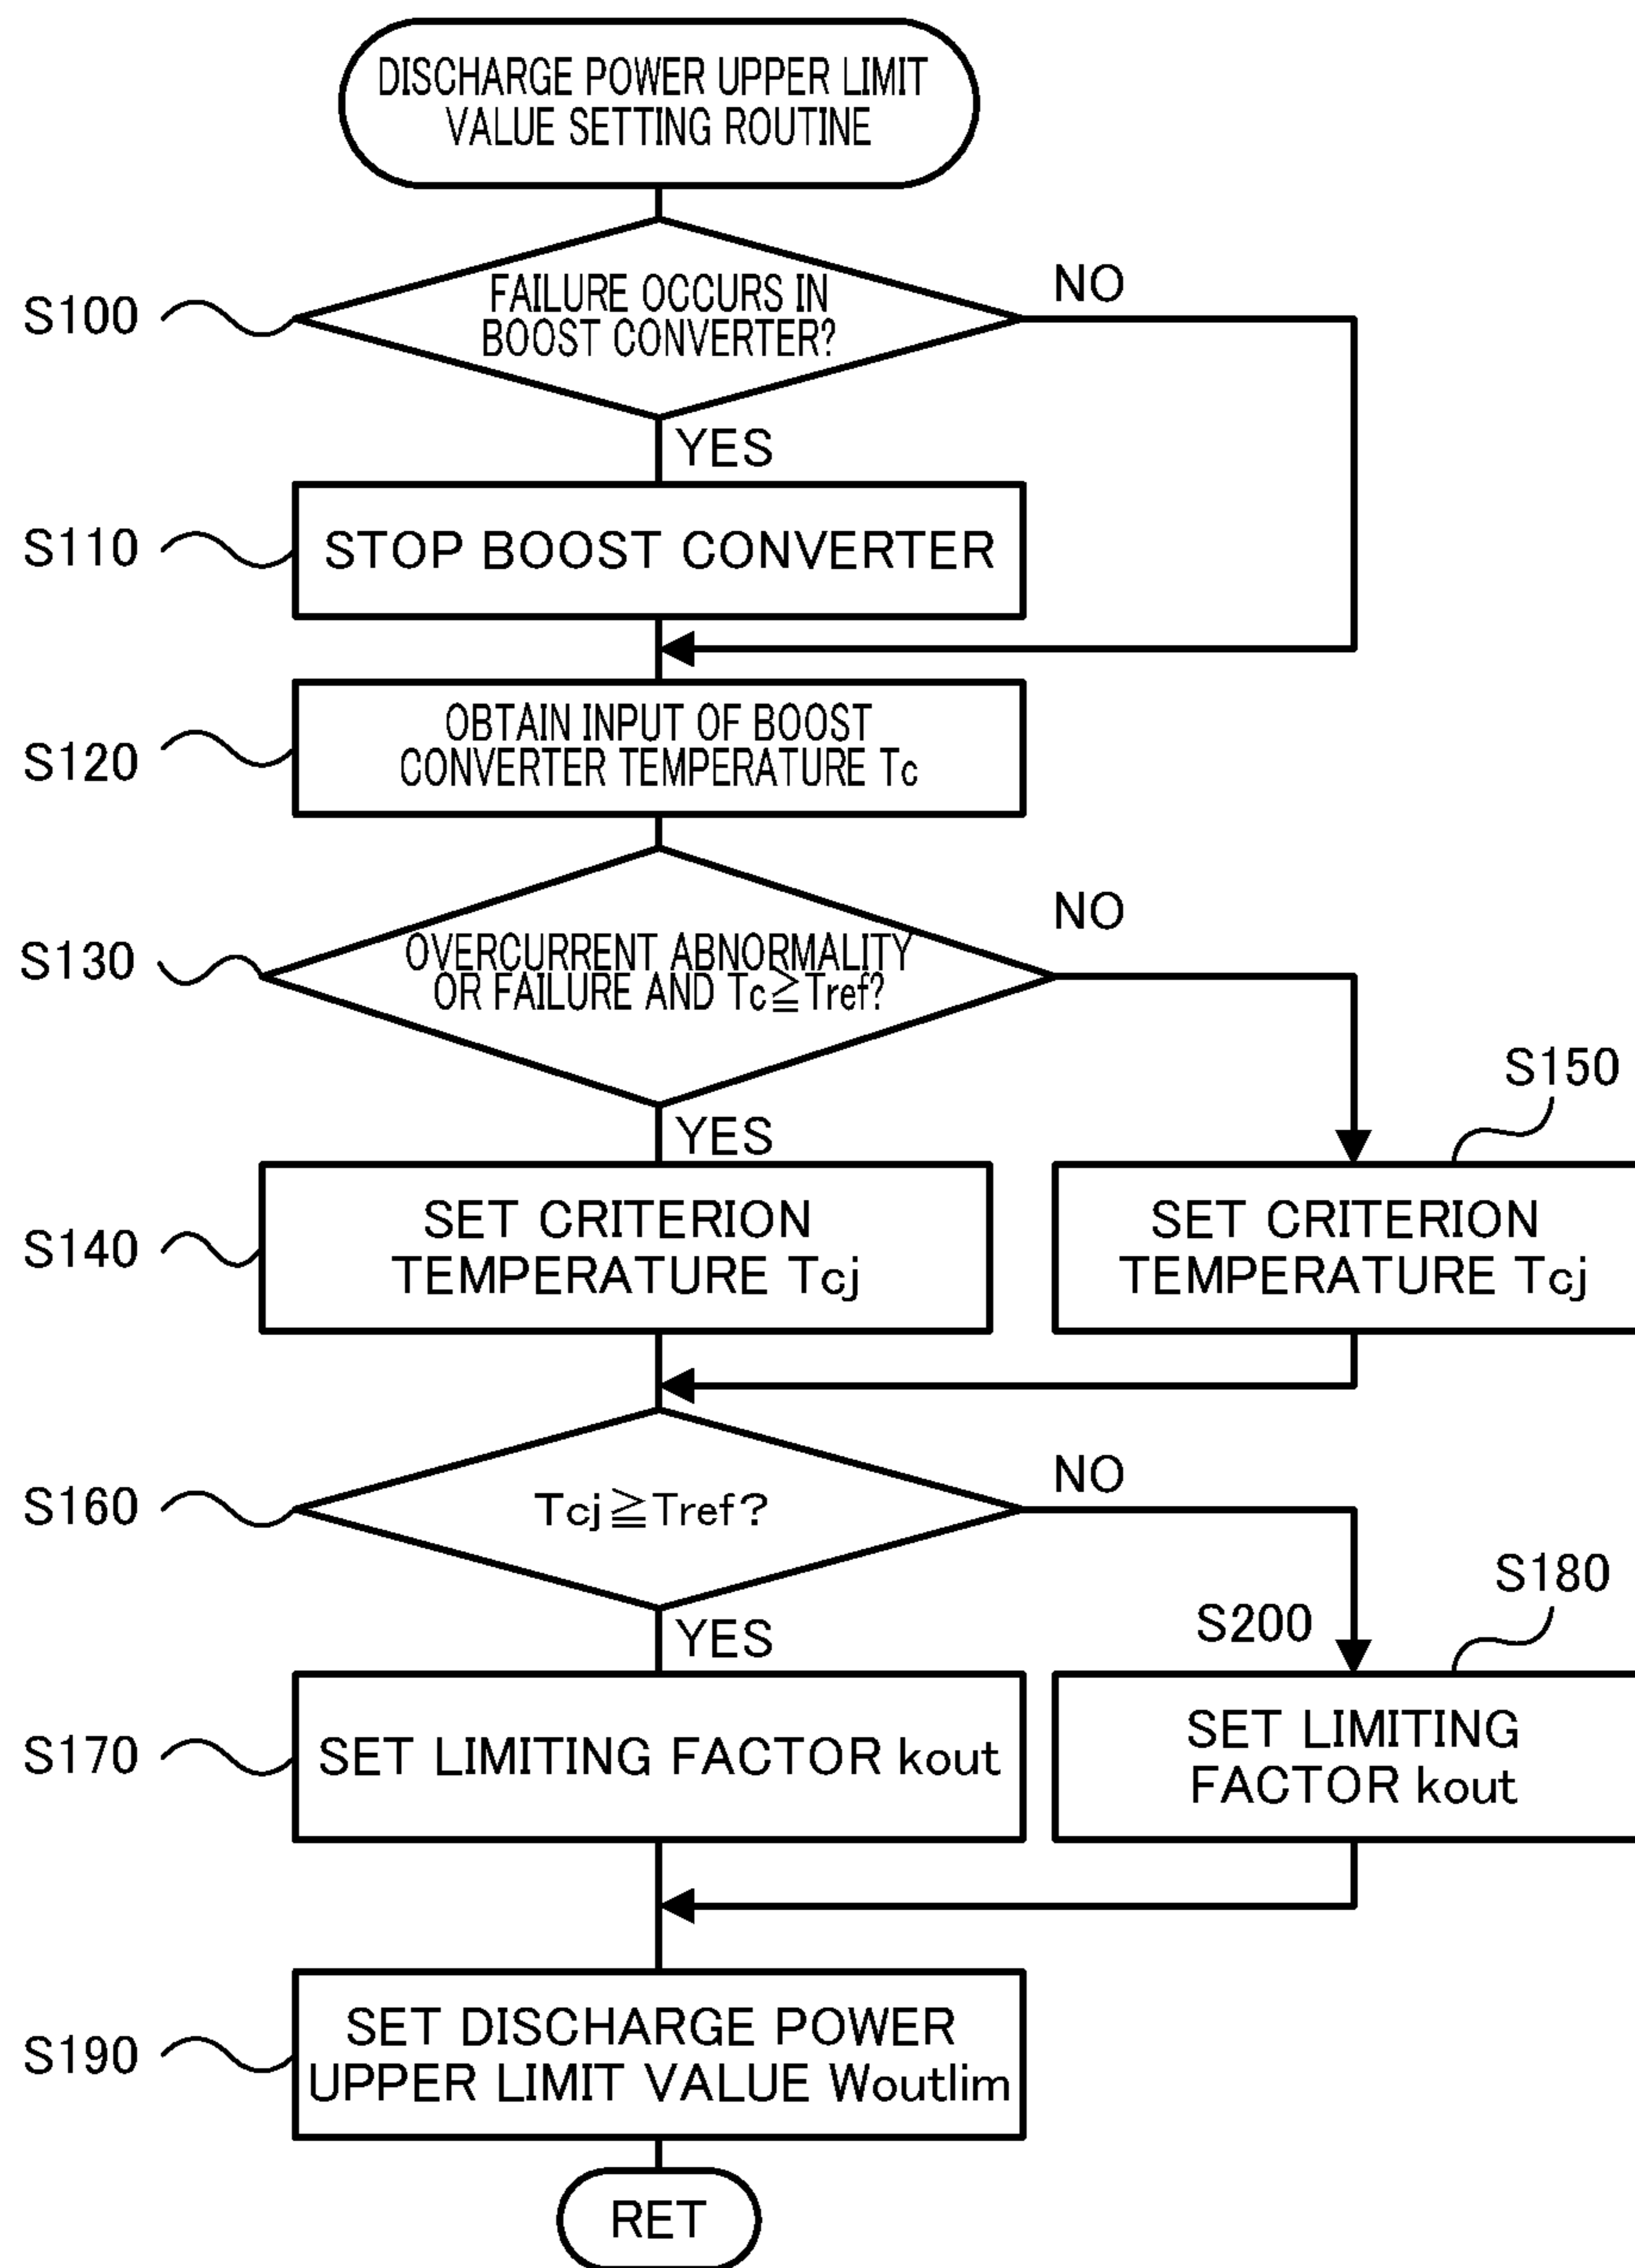 DISCHARGE POWER UPPER LIMIT
VALUE SETTING ROUTINE
S100
FAILURE OCCURS IN
BOOST CONVERTER?
NO
YES
S110
STOP BOOST CONVERTER
S120
OBTAIN INPUT OF BOOST
CONVERTER TEMPERATURE Tc
S130
OVERCURRENT ABNORMALITY
OR FAILURE AND Tc≧Tref?
NO
YES
S150
S140
SET CRITERION
TEMPERATURE Tcj
SET CRITERION
TEMPERATURE Tcj
S160
Tcj≧Tref?
NO
YES
S200
S180
S170
SET LIMITING FACTOR kout
SET LIMITING
FACTOR kout
S190
SET DISCHARGE POWER
UPPER LIMIT VALUE Woutlim
RET